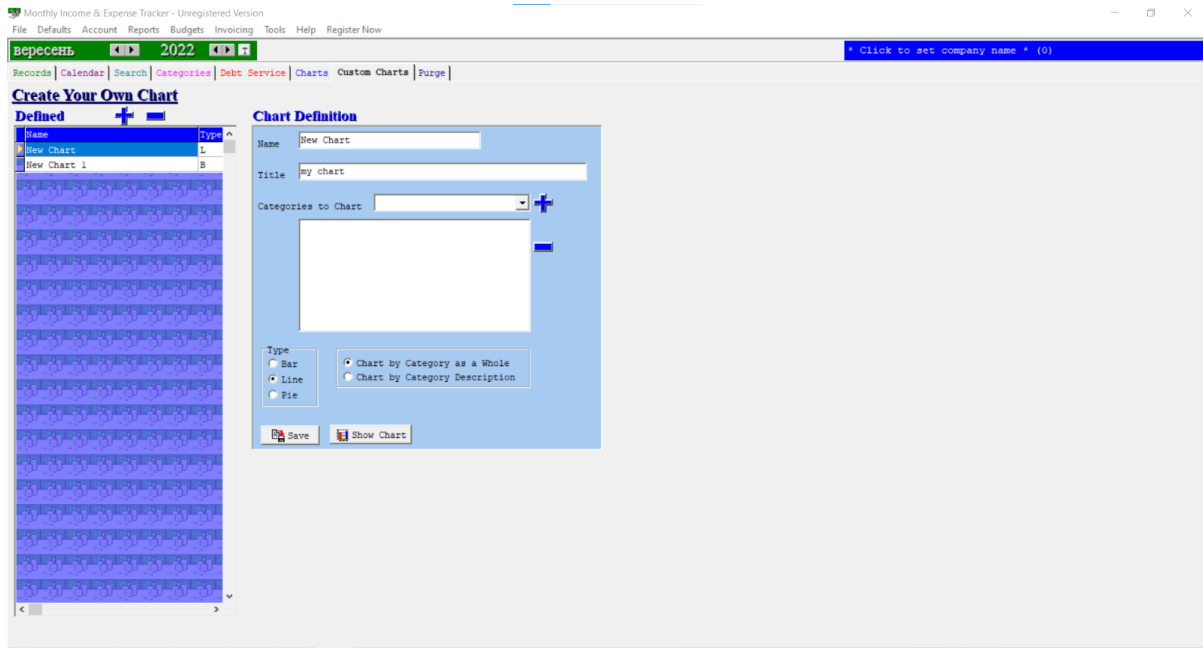 Monthly Income & Expense Tracker - Unregistered Version
File Defaults Account Reports Budgets Invoicing Tools Help Register Now
вересень 2022 T * Click to set company name * (0)
Records Calendar Search Categories Debt Service Charts Custom Charts Purge
Create Your Own Chart
Defined Chart Definition
Name Type
New Chart L
New Chart 1 B
Name New Chart
Title my chart
Categories to Chart
Type
Bar
Line
Pie
Chart by Category as a Whole
Chart by Category Description
Save Show Chart